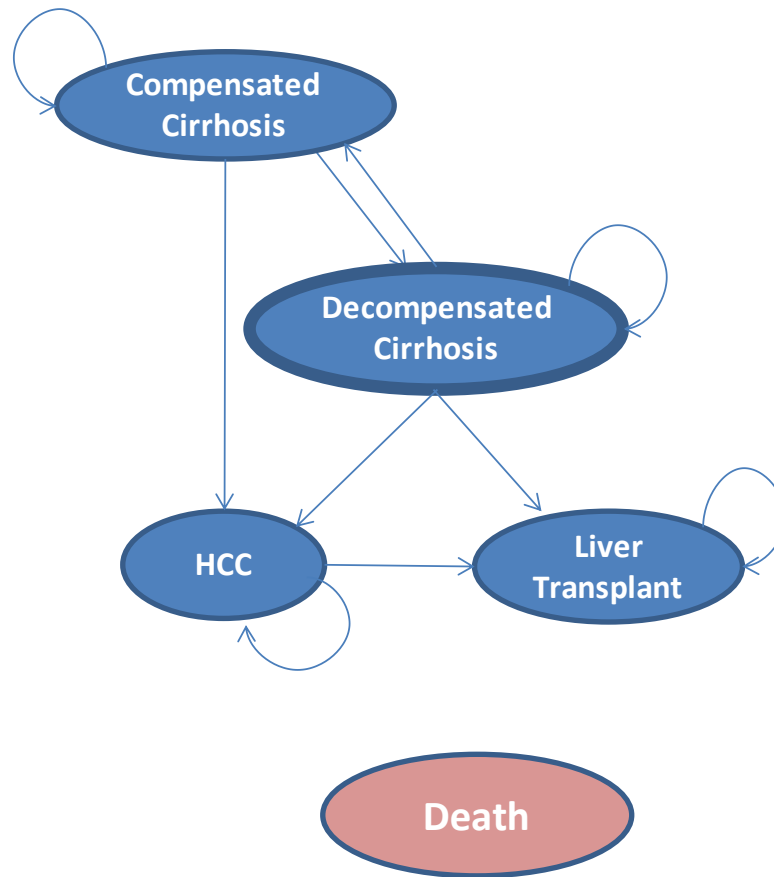 Compensated
Cirrhosis
Decompensated
Cirrhosis
HCC
Liver
Transplant
Death